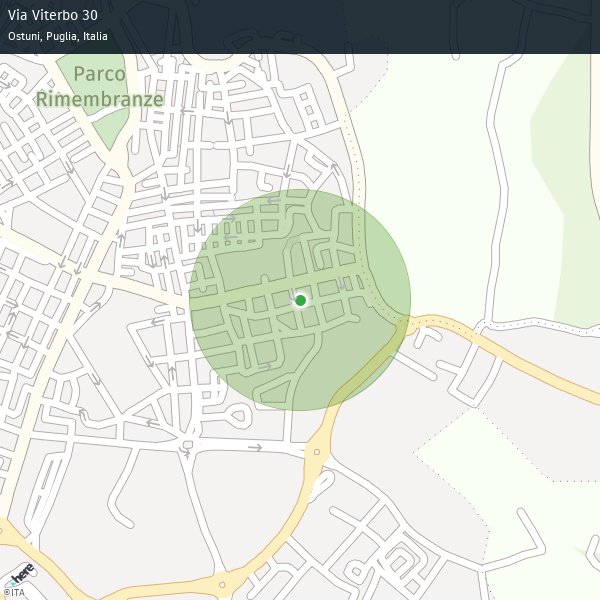 Via Viterbo 30
Ostuni, Puglia, Italia
Parco
Rimembranze
here
©ITA